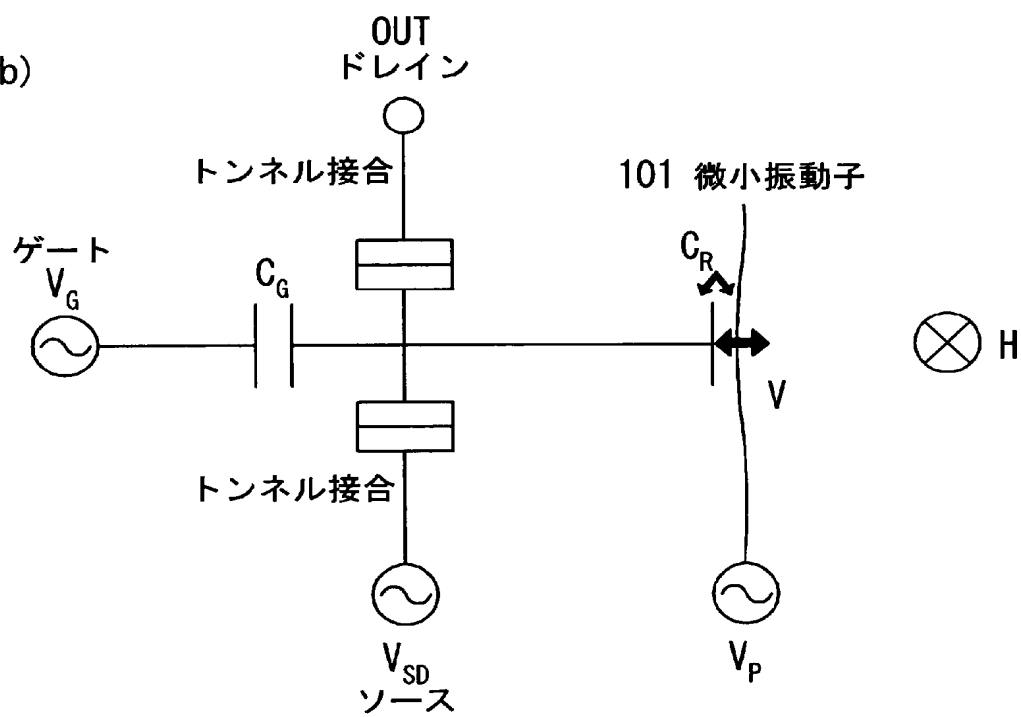 b)
OUT
ドレイン
トンネル接合
101 微小振動子
ゲート
V_G
C_G
C_R
H
V
トンネル接合
V_SD
ソース
V_P